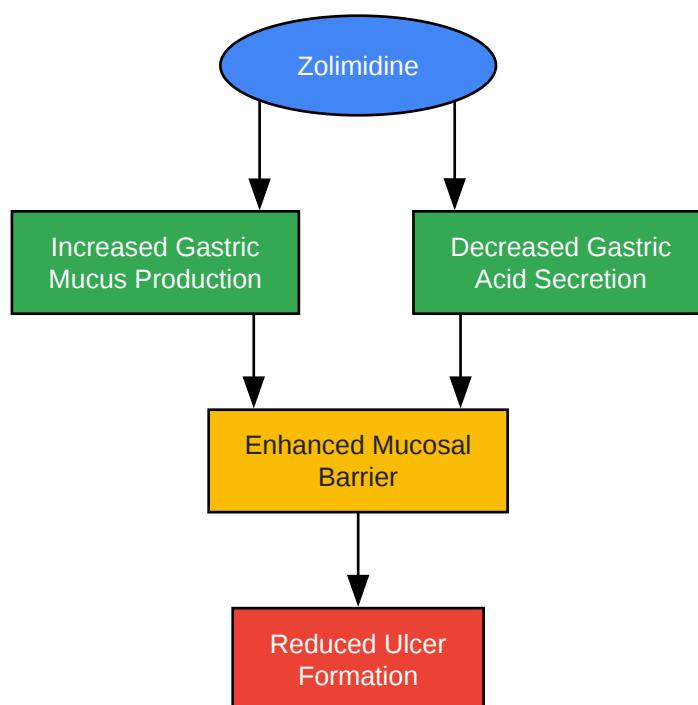 Zolimidine
Increased Gastric
Mucus Production
Decreased Gastric
Acid Secretion
Enhanced Mucosal
Barrier
Reduced Ulcer
Formation